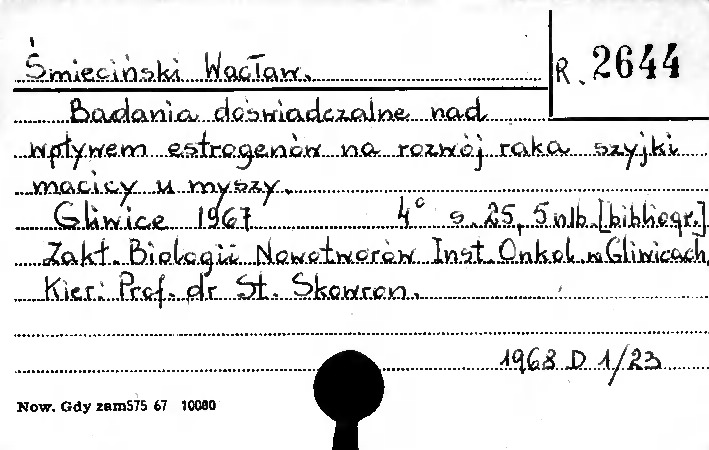 Śmieciński Wacław.
R. 2644
Badania doświadczalne nad
wpływem estrogenów na rozwój raka szyjki
macicy u myszy.
Gliwice 1967 4° s. 25, 5 nlb. [bibliogr.]
Zakł. Biologii Nowotworów Inst. Onkol. w Gliwicach,
Kier: Prof. dr St. Skowron.
1968 D 1/23
Now. Gdy zam575 67 10080